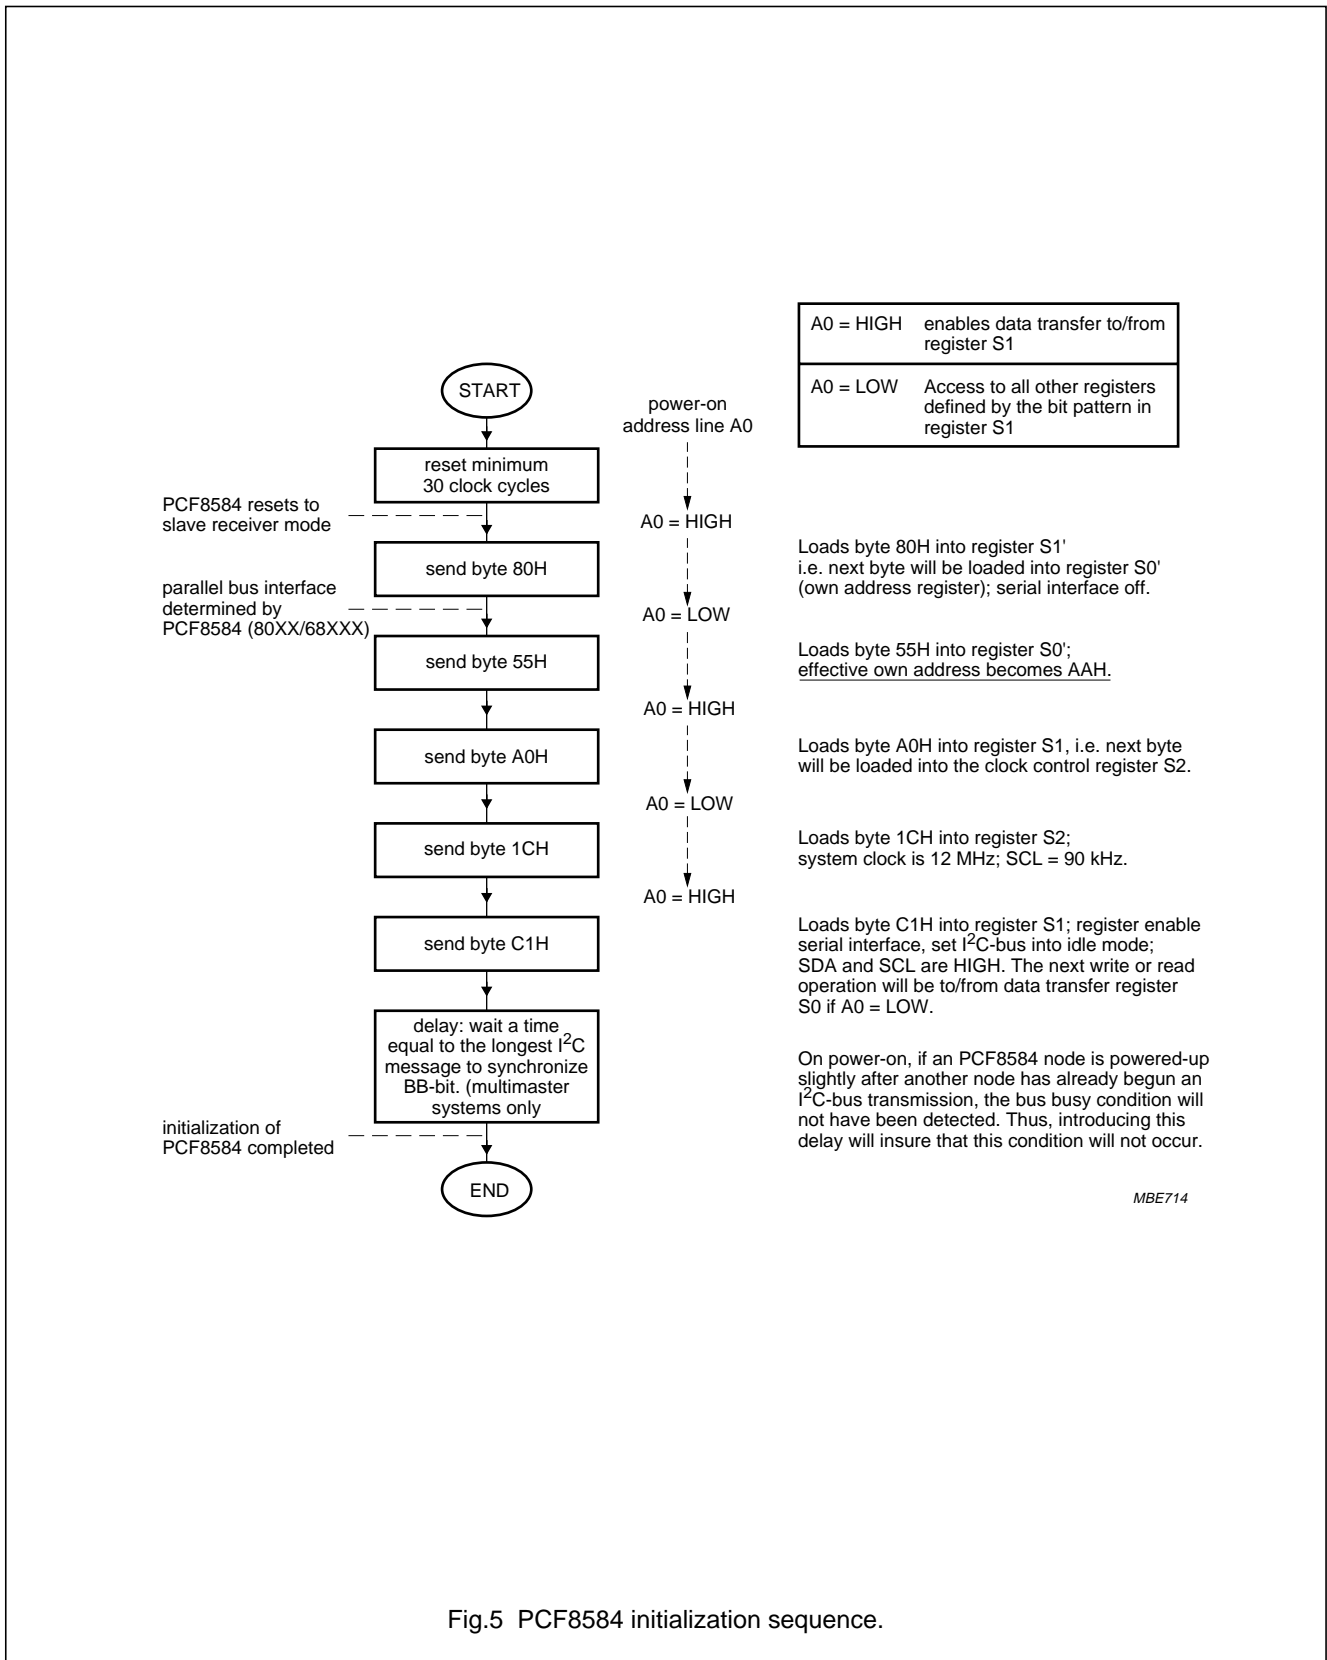 A0 = HIGH enables data transfer to/from
register S1
A0 = LOW Access to all other registers
defined by the bit pattern in
register S1
START
power-on
address line A0
reset minimum
30 clock cycles
PCF8584 resets to
slave receiver mode
A0 = HIGH
send byte 80H
Loads byte 80H into register S1'
i.e. next byte will be loaded into register S0'
(own address register); serial interface off.
parallel bus interface
determined by
PCF8584 (80XX/68XXX)
A0 = LOW
send byte 55H
Loads byte 55H into register S0';
effective own address becomes AAH.
A0 = HIGH
send byte A0H
Loads byte A0H into register S1, i.e. next byte
will be loaded into the clock control register S2.
A0 = LOW
send byte 1CH
Loads byte 1CH into register S2;
system clock is 12 MHz; SCL = 90 kHz.
A0 = HIGH
send byte C1H
Loads byte C1H into register S1; register enable
serial interface, set I²C-bus into idle mode;
SDA and SCL are HIGH. The next write or read
operation will be to/from data transfer register
S0 if A0 = LOW.
delay: wait a time
equal to the longest I²C
message to synchronize
BB-bit. (multimaster
systems only
On power-on, if an PCF8584 node is powered-up
slightly after another node has already begun an
I²C-bus transmission, the bus busy condition will
not have been detected. Thus, introducing this
delay will insure that this condition will not occur.
initialization of
PCF8584 completed
END
MBE714
Fig.5 PCF8584 initialization sequence.